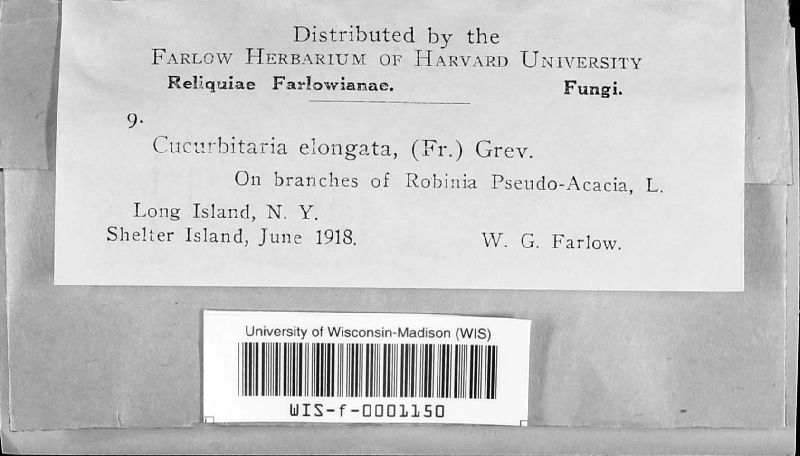 Distributed by the
FARLOW HERBARIUM OF HARVARD UNIVERSITY
Reliquiae Farlowianae. Fungi.
9.
Cucurbitaria elongata, (Fr.) Grev.
On branches of Robinia Pseudo-Acacia, L.
Long Island, N. Y.
Shelter Island, June 1918. W. G. Farlow.
University of Wisconsin-Madison (WIS)
WIS-f-0001150